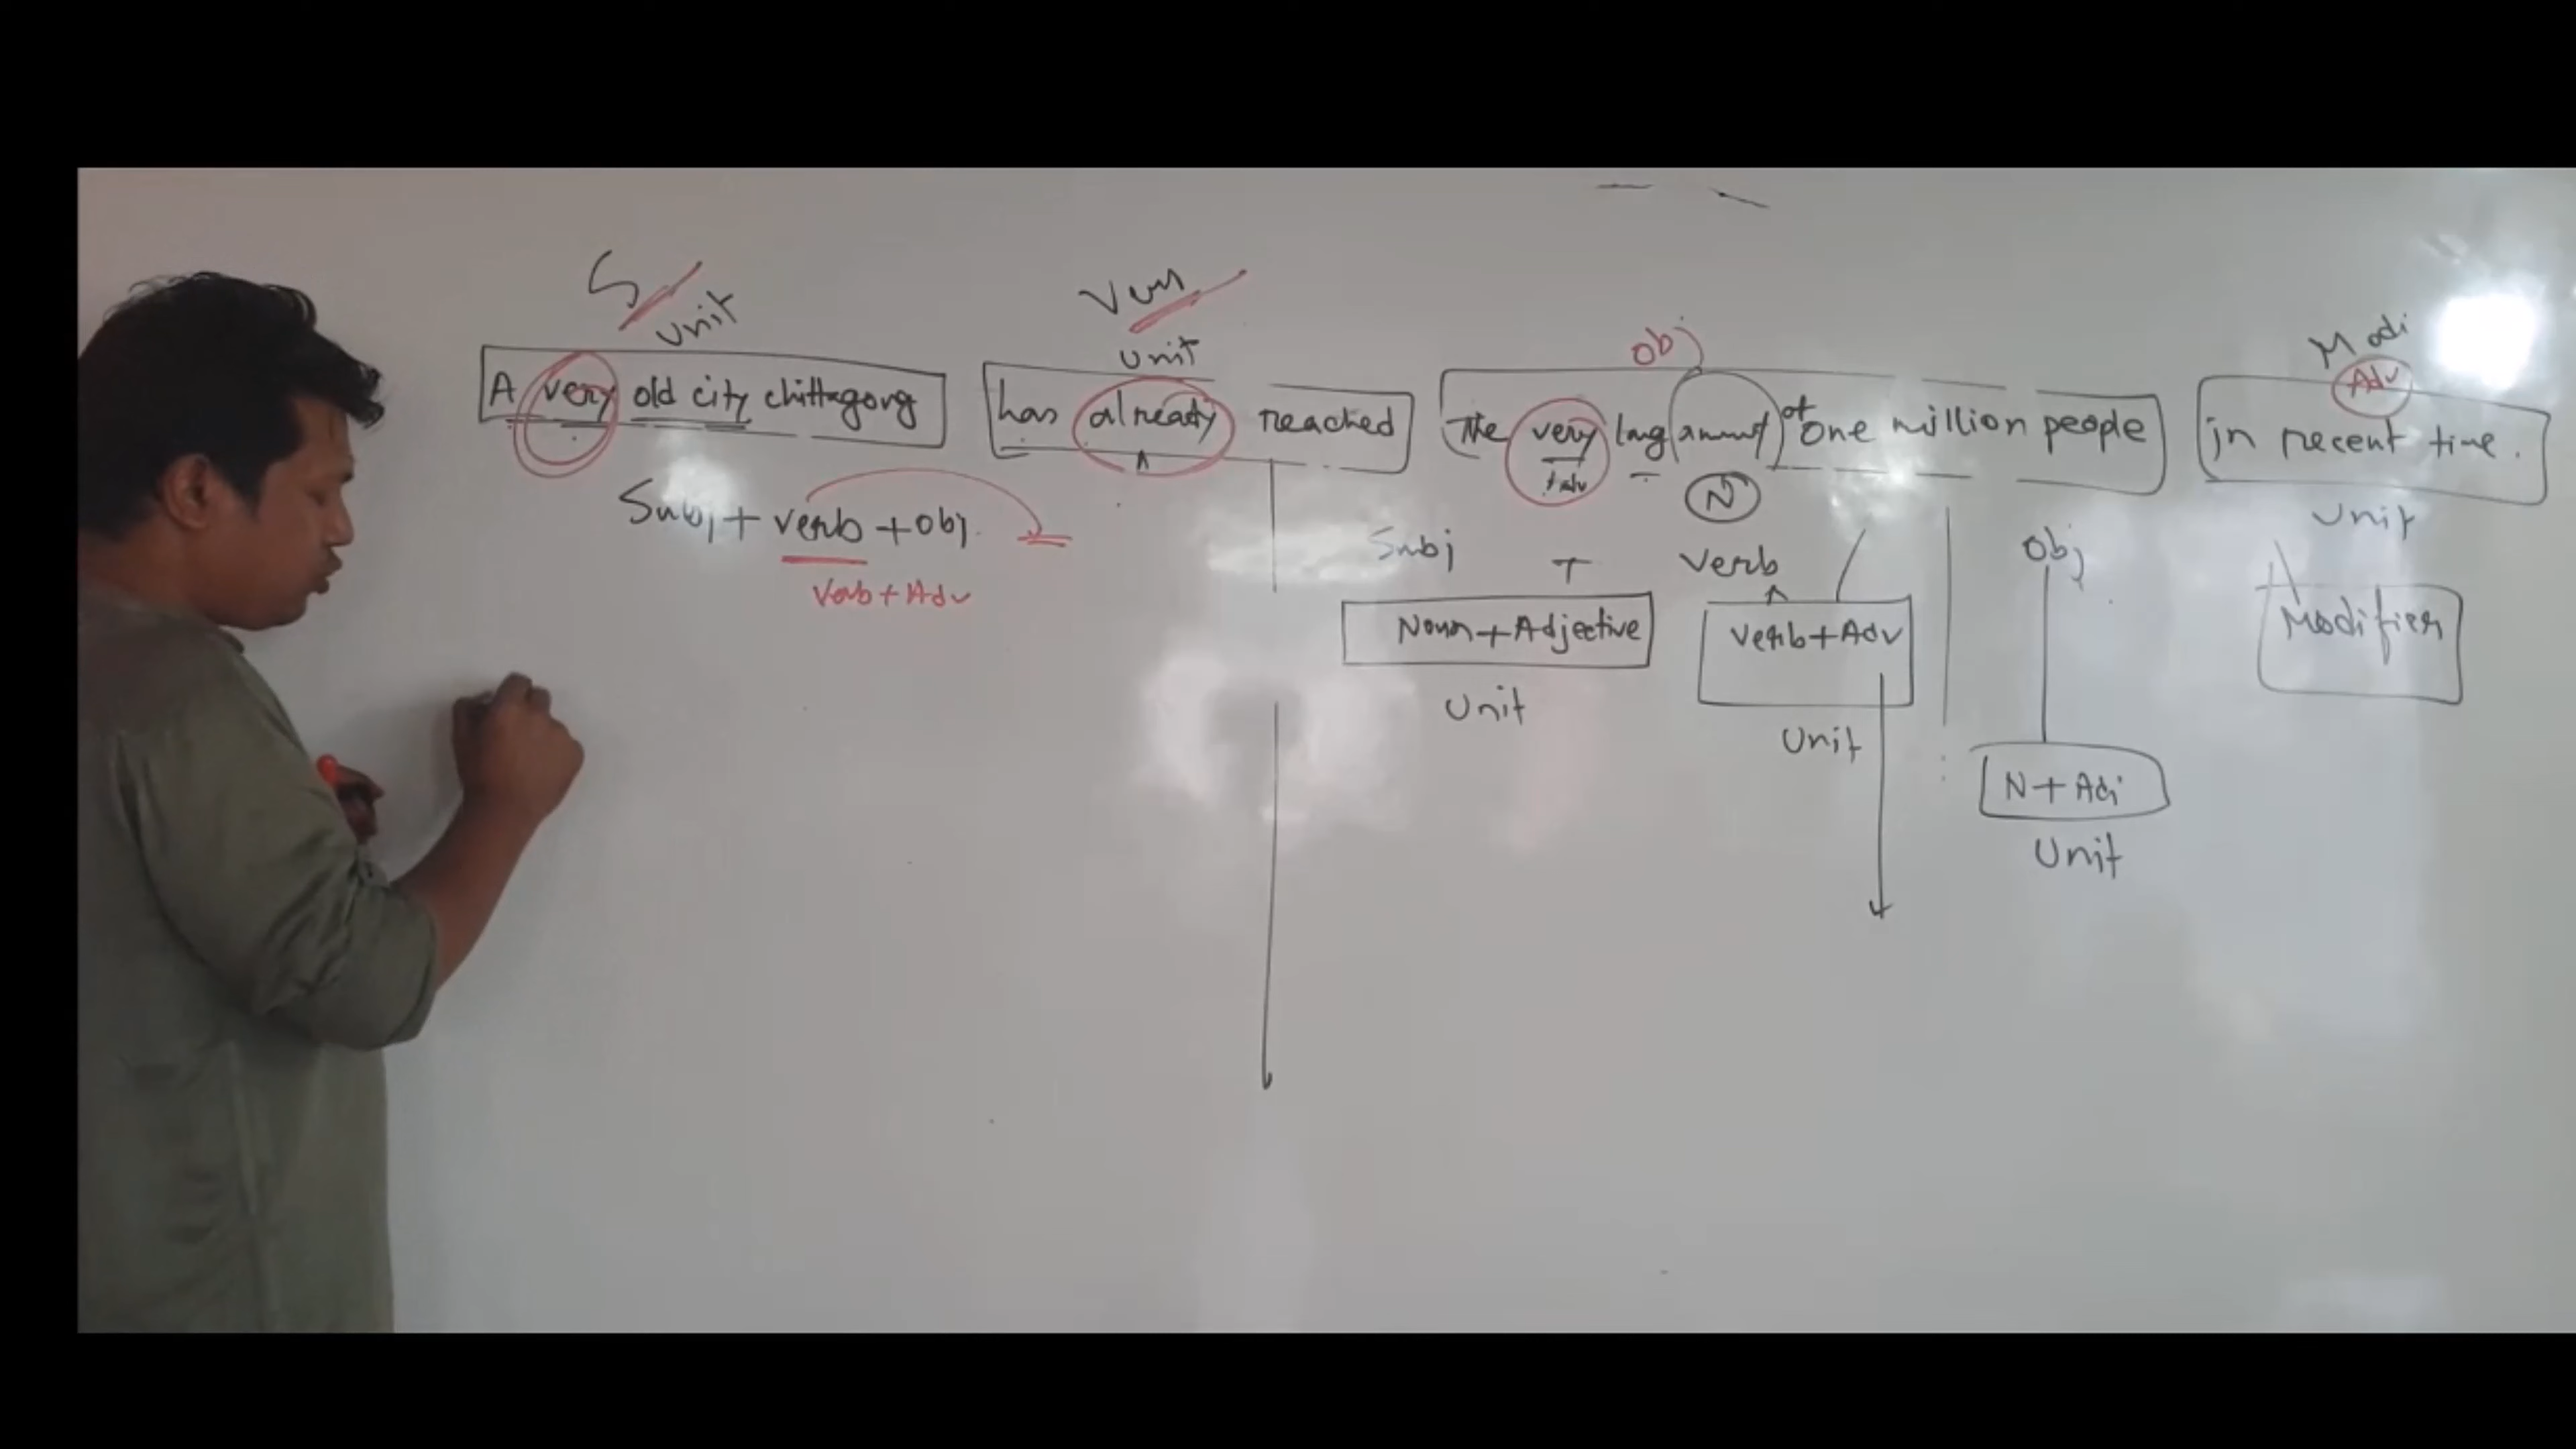 S unit
Verb unit
Obj
Modi
Adv
A very old city chittagong has already reached The very larg amount of one million people in recent time.
adv
N
Unit
Subj + verb + obj.
Verb + Adv
Subj + Verb Obj
Noun + Adjective
Verb + Adv
Modifier
Unit
Unit
N + Adj
Unit